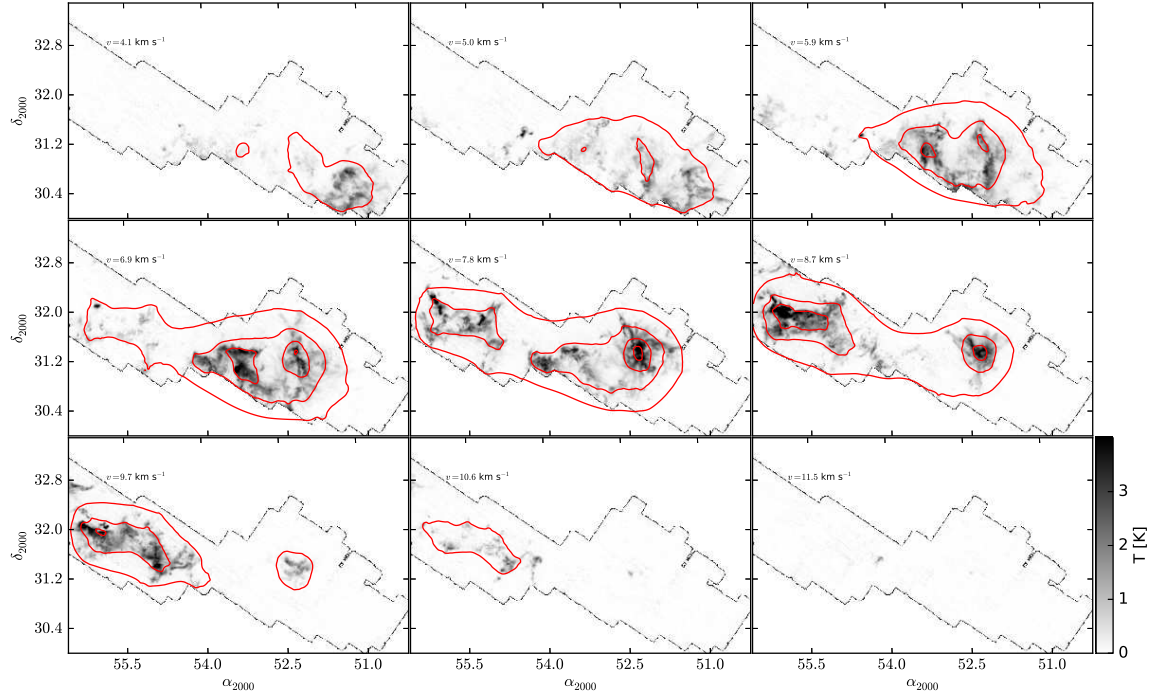 v=4.1 km s⁻¹
v=5.0 km s⁻¹
v=5.9 km s⁻¹
32.8
32.0
31.2
30.4
δ₂₀₀₀
v=6.9 km s⁻¹
v=7.8 km s⁻¹
v=8.7 km s⁻¹
32.8
32.0
31.2
30.4
δ₂₀₀₀
v=9.7 km s⁻¹
v=10.6 km s⁻¹
v=11.5 km s⁻¹
32.8
32.0
31.2
30.4
δ₂₀₀₀
3
2
1
0
T [K]
55.5 54.0 52.5 51.0
55.5 54.0 52.5 51.0
55.5 54.0 52.5 51.0
α₂₀₀₀
α₂₀₀₀
α₂₀₀₀